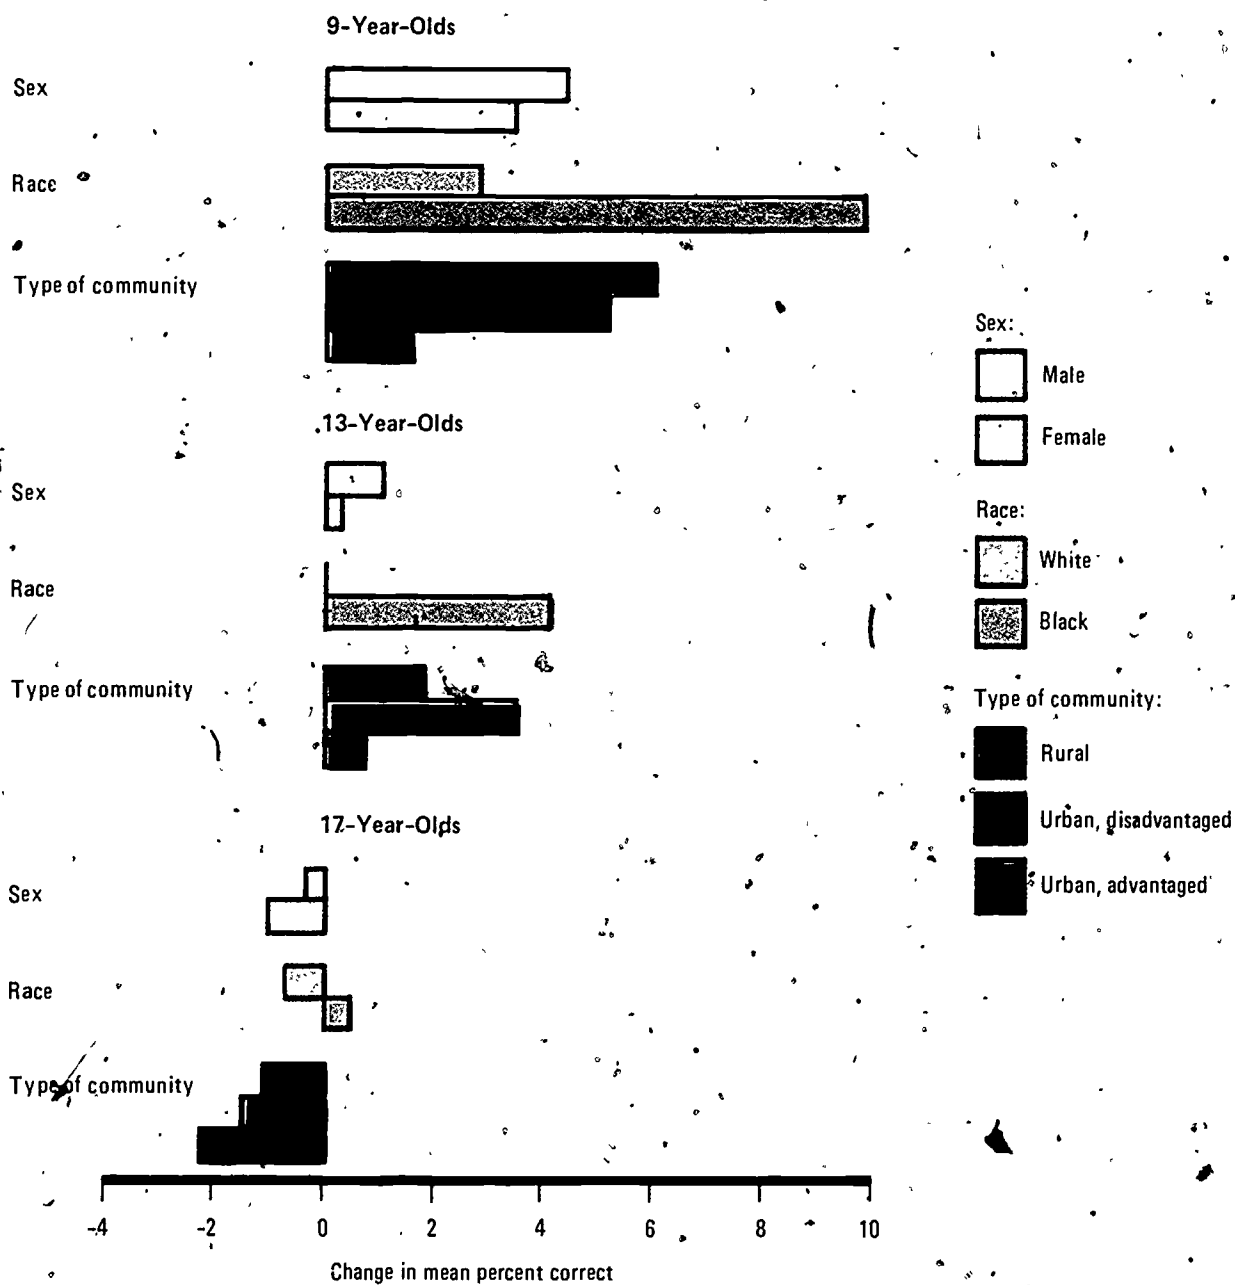 9-Year-Olds
Sex
Race
Type of community
Sex:
Male
Female
13-Year-Olds
Sex
Race:
White
Race
Black
Type of community
Type of community:
Rural
Urban, disadvantaged
17-Year-Olds
Urban, advantaged
Sex
Race
Type of community
-4 -2 0 2 4 6 8 10
Change in mean percent correct